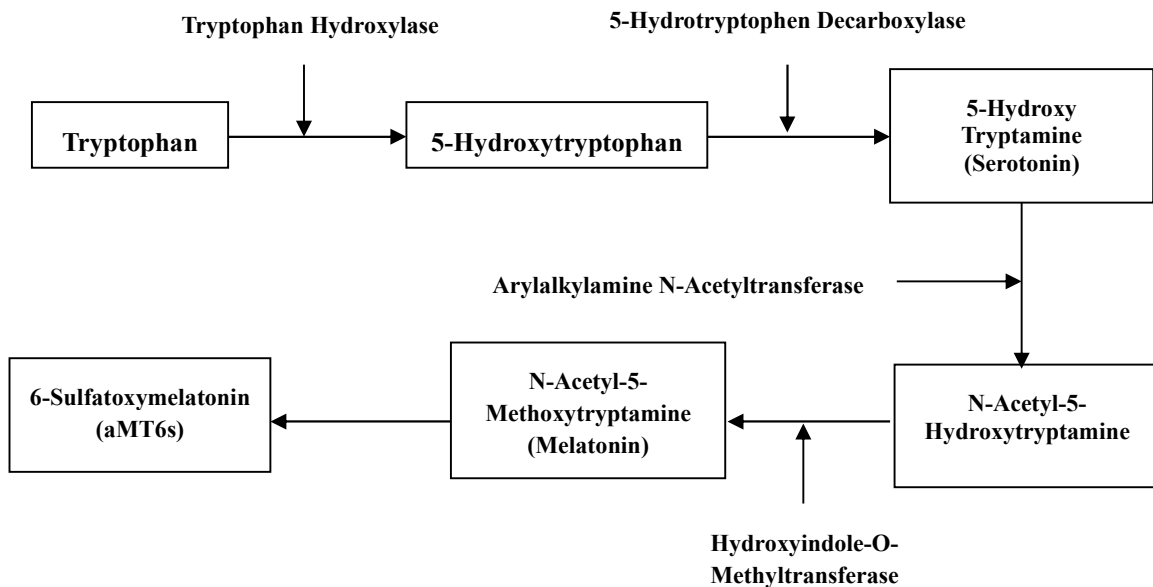 Tryptophan Hydroxylase
5-Hydrotryptophen Decarboxylase
Tryptophan
5-Hydroxytryptophan
5-Hydroxy
Tryptamine
(Serotonin)
Arylalkylamine N-Acetyltransferase
6-Sulfatoxymelatonin
(aMT6s)
N-Acetyl-5-
Methoxytryptamine
(Melatonin)
N-Acetyl-5-
Hydroxytryptamine
Hydroxyindole-O-
Methyltransferase